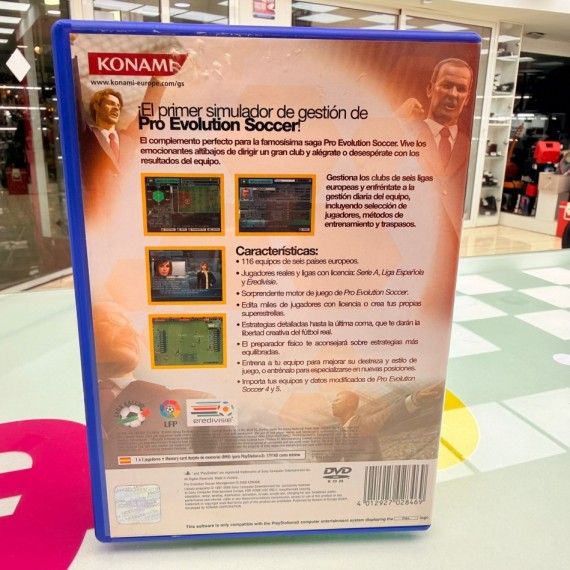 KONAMI
www.konami-europe.com/gs
¡El primer simulador de gestión de
Pro Evolution Soccer!
El complemento perfecto para la famosísima saga Pro Evolution Soccer. Vive los
emocionantes altibajos de dirigir un gran club y alégrate o desespérate con los
resultados del equipo.
Gestiona los clubs de seis ligas
europeas y enfréntate a la
gestión diaria del equipo,
incluyendo selección de
jugadores, métodos de
entrenamiento y traspasos.
Características:
• 116 equipos de seis países europeos.
• Jugadores reales y ligas con licencia: Serie A, Liga Española
y Eredivisie.
• Sorprendente motor de juego de Pro Evolution Soccer.
• Edita miles de jugadores con licencia o crea tus propias
superestrellas.
• Estrategias detalladas hasta la última coma, que te darán la
libertad creativa del fútbol real.
• El preparador físico te aconsejará sobre estrategias más
equilibradas.
• Entrena a tu equipo para mejorar su destreza y estilo de
juego, o entrénalo para especializarse en nuevas posiciones.
• Importa tus equipos y datos modificados de Pro Evolution
Soccer 4 y 5.
CALCIO
LFP
eredivisie
DVD
4 012927 028469
This software is only compatible with the PlayStation2 computer entertainment system displaying the logo